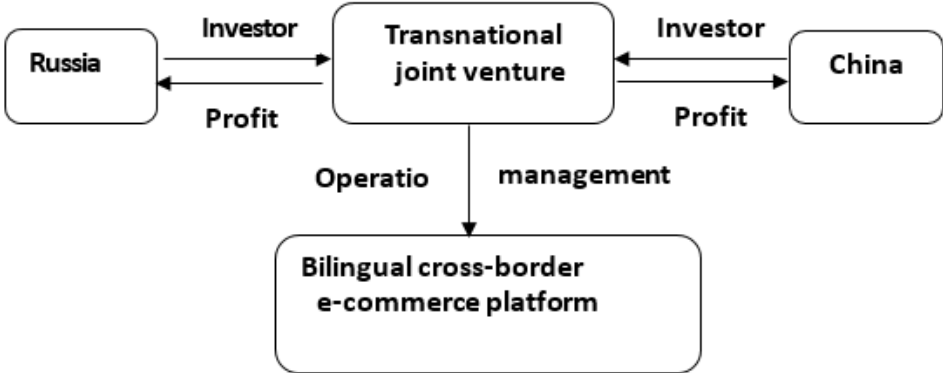 Investor
Transnational
joint venture
Investor
Russia
China
Profit
Profit
Operatio
management
Bilingual cross-border
e-commerce platform